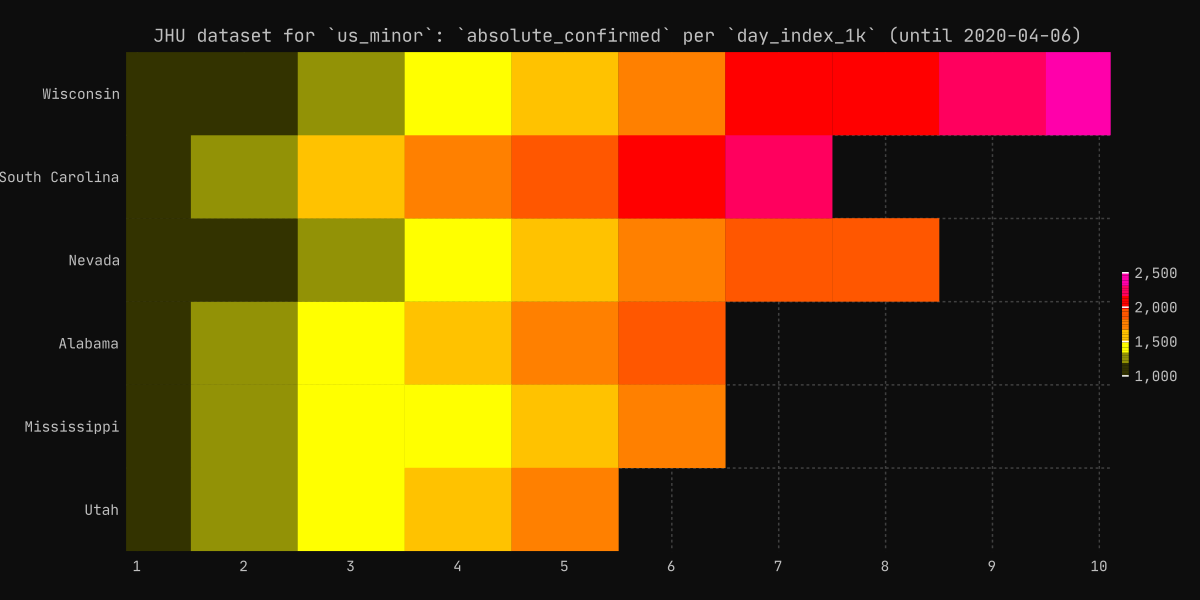 JHU dataset for `us_minor`: `absolute_confirmed` per `day_index_1k` (until 2020-04-06)
Wisconsin
South Carolina
Nevada
Alabama
Mississippi
Utah
1 2 3 4 5 6 7 8 9 10
2,500
2,000
1,500
1,000